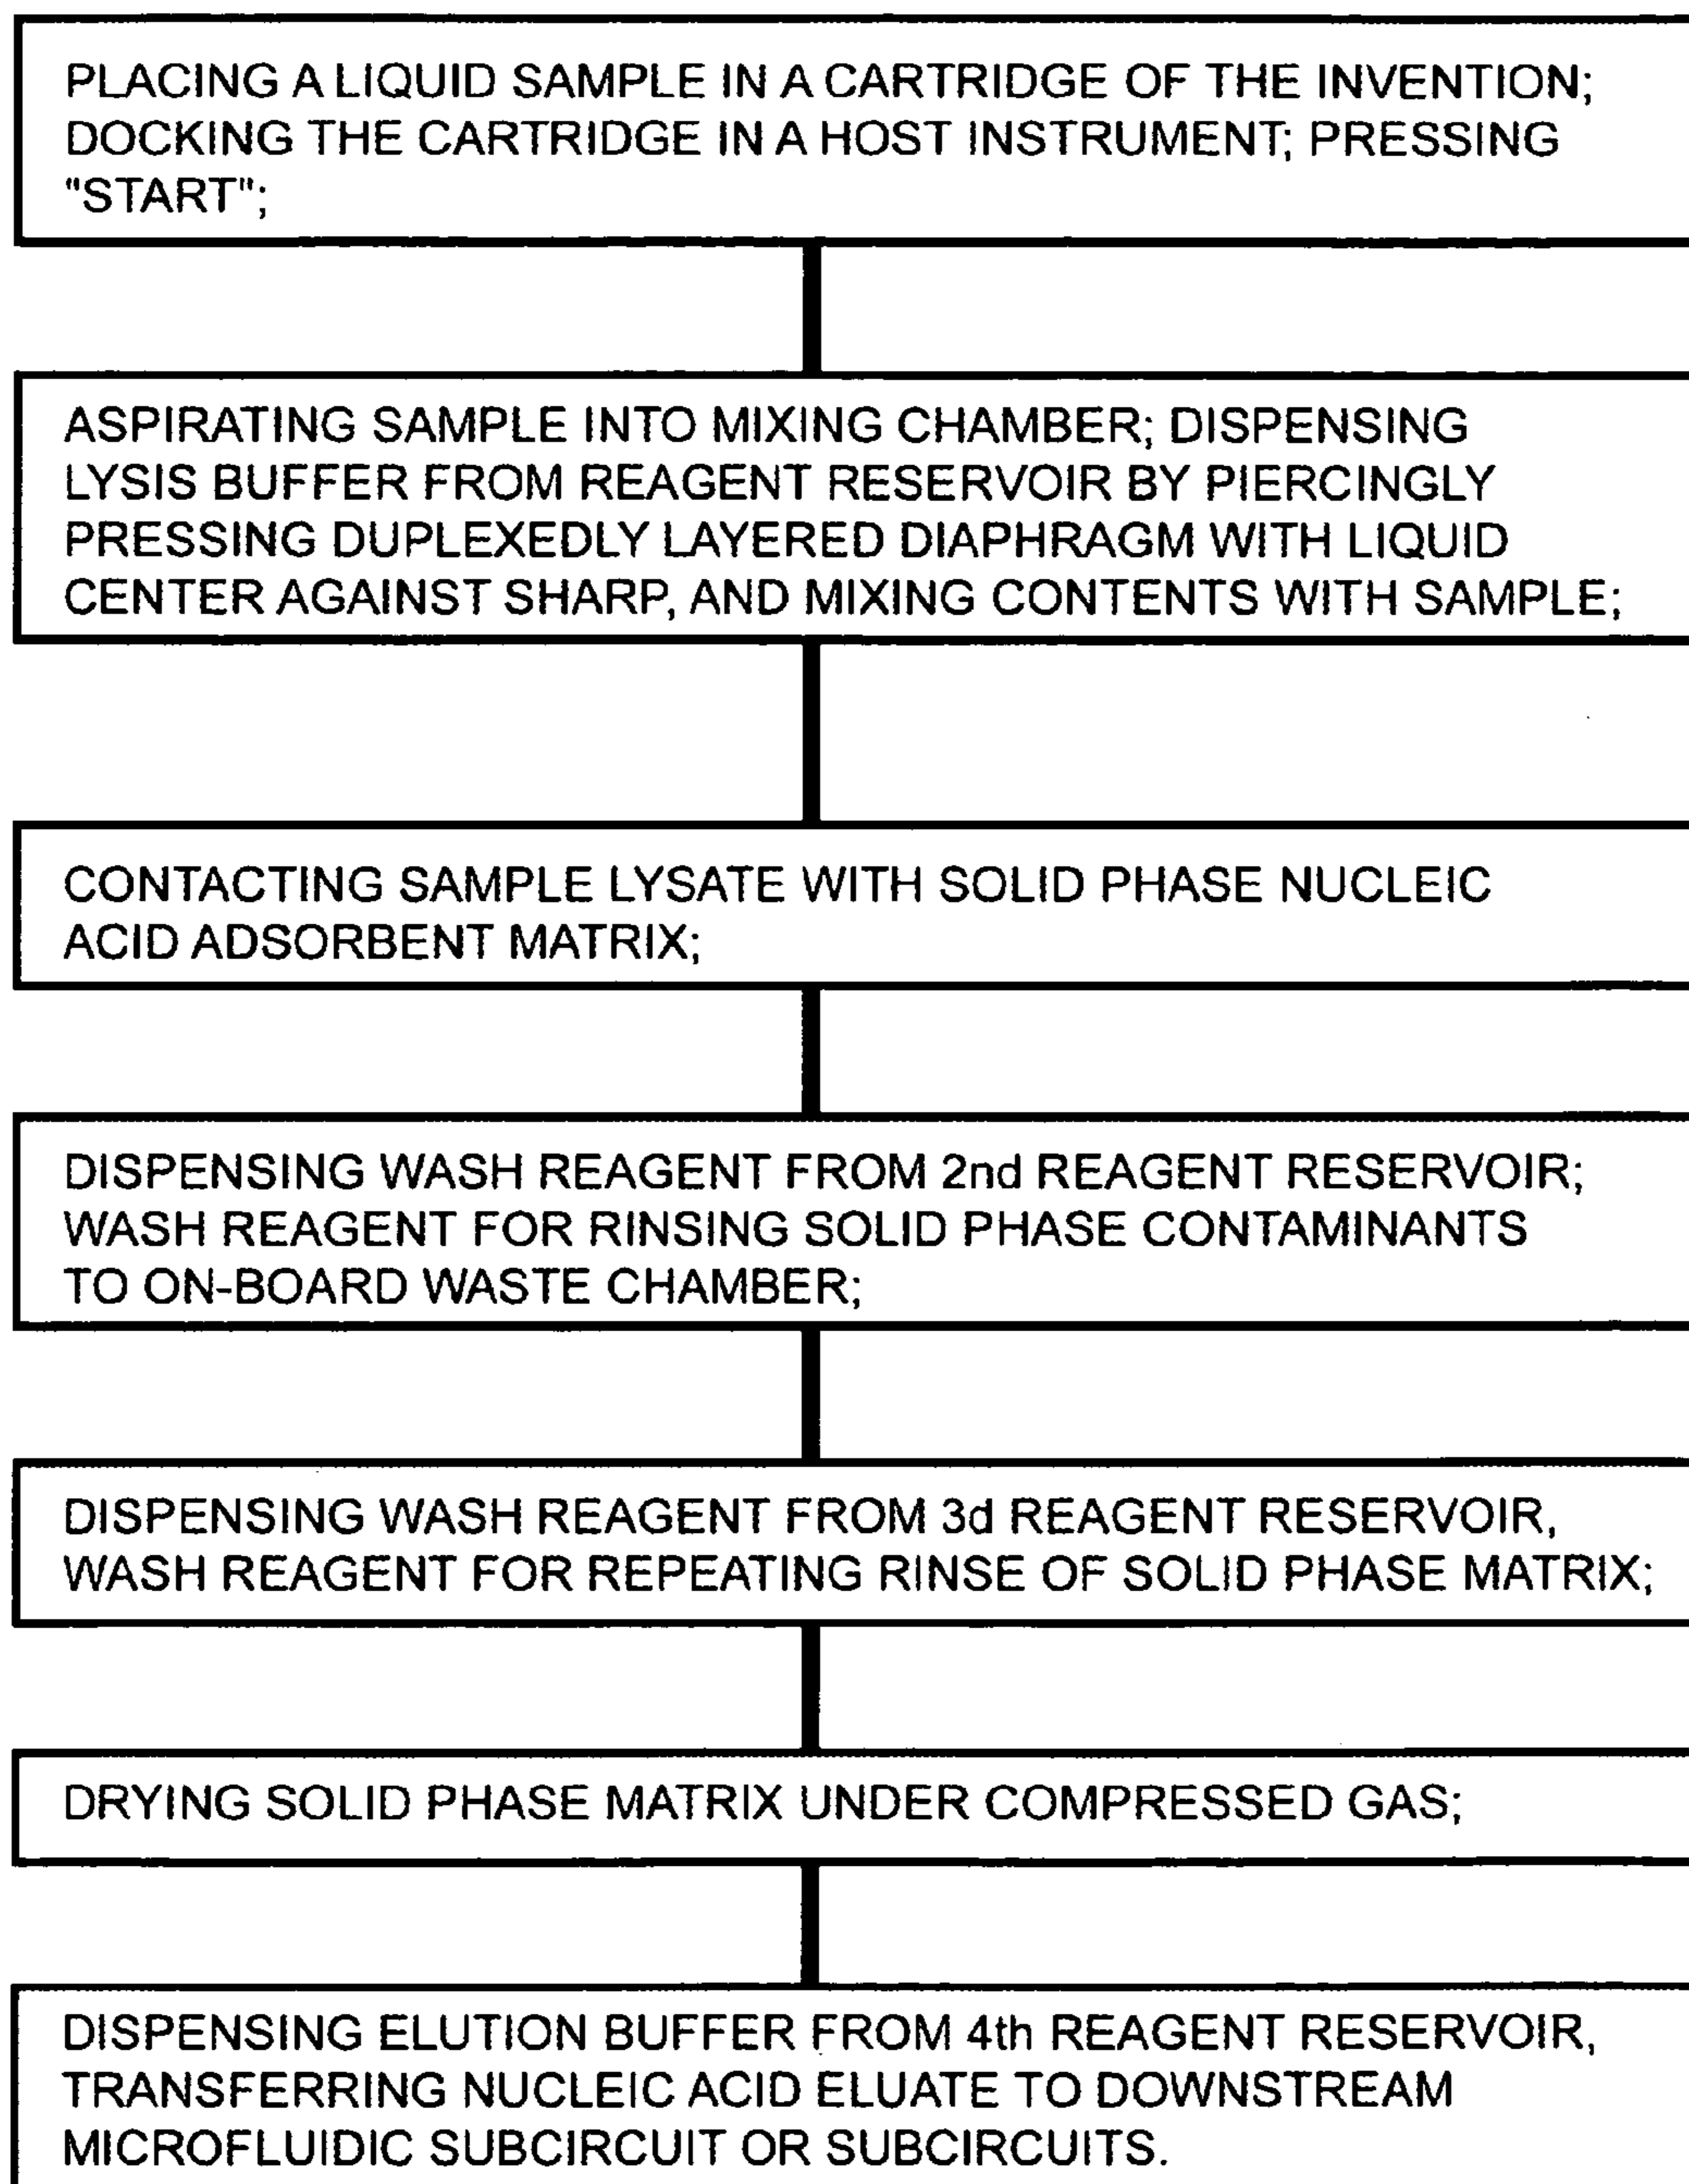 PLACING A LIQUID SAMPLE IN A CARTRIDGE OF THE INVENTION;
DOCKING THE CARTRIDGE IN A HOST INSTRUMENT; PRESSING
"START";
ASPIRATING SAMPLE INTO MIXING CHAMBER; DISPENSING
LYSIS BUFFER FROM REAGENT RESERVOIR BY PIERCINGLY
PRESSING DUPLEXEDLY LAYERED DIAPHRAGM WITH LIQUID
CENTER AGAINST SHARP, AND MIXING CONTENTS WITH SAMPLE;
CONTACTING SAMPLE LYSATE WITH SOLID PHASE NUCLEIC
ACID ADSORBENT MATRIX;
DISPENSING WASH REAGENT FROM 2nd REAGENT RESERVOIR;
WASH REAGENT FOR RINSING SOLID PHASE CONTAMINANTS
TO ON-BOARD WASTE CHAMBER;
DISPENSING WASH REAGENT FROM 3d REAGENT RESERVOIR,
WASH REAGENT FOR REPEATING RINSE OF SOLID PHASE MATRIX;
DRYING SOLID PHASE MATRIX UNDER COMPRESSED GAS;
DISPENSING ELUTION BUFFER FROM 4th REAGENT RESERVOIR,
TRANSFERRING NUCLEIC ACID ELUATE TO DOWNSTREAM
MICROFLUIDIC SUBCIRCUIT OR SUBCIRCUITS.